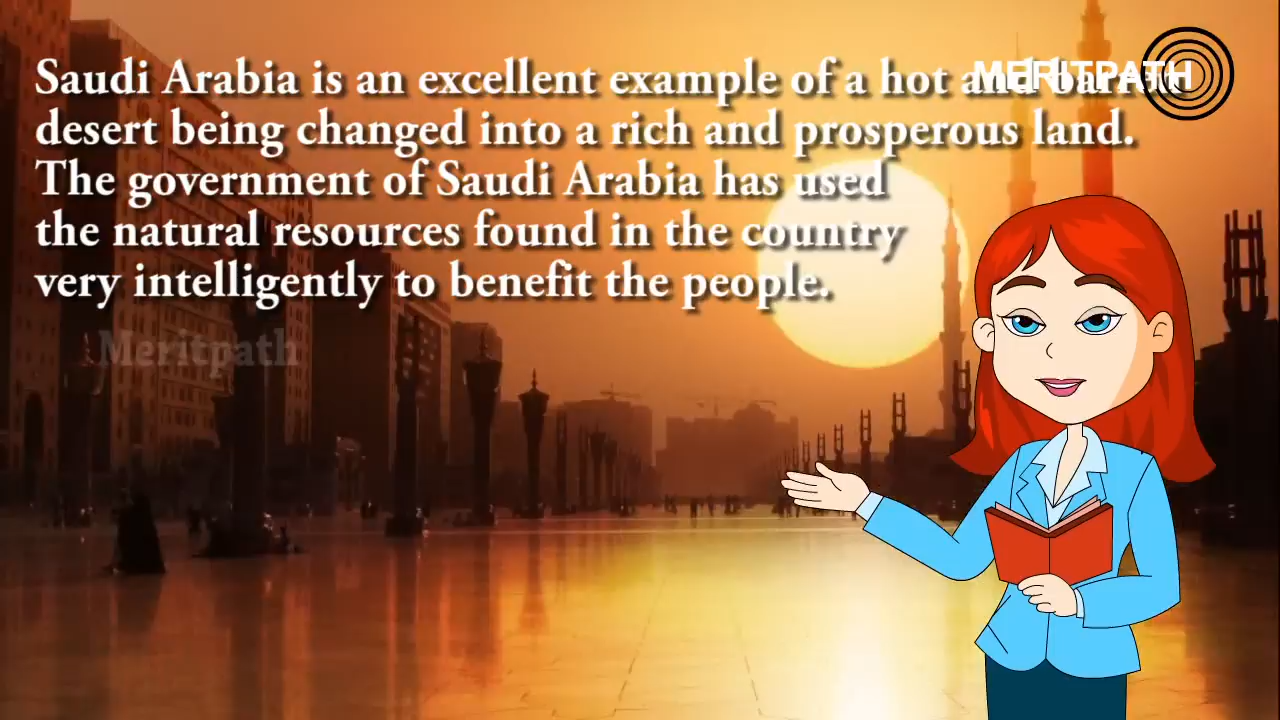 Saudi Arabia is an excellent example of a hot and barren
MERITPATH
desert being changed into a rich and prosperous land.
The government of Saudi Arabia has used
the natural resources found in the country
very intelligently to benefit the people.
Meritpath